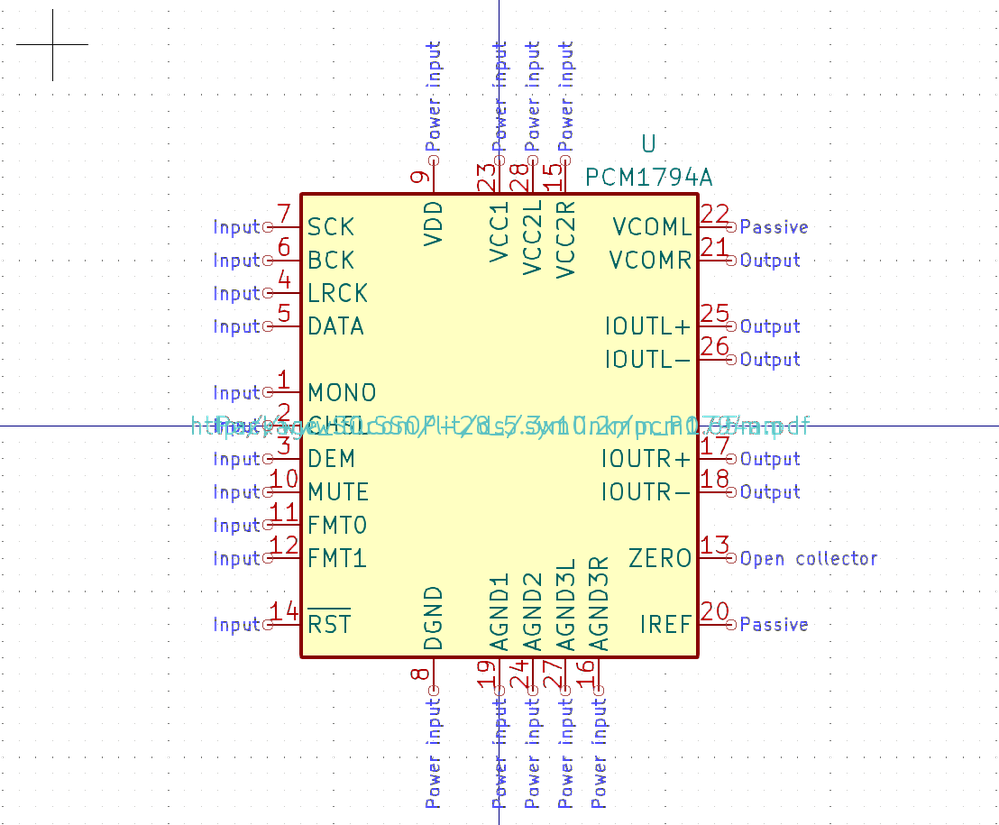 Power input
Power input
Power input
Power input
9
23
28
15
U
PCM1794A
VDD
VCC1
VCC2L
VCC2R
Input 7 SCK
VCOML 22 Passive
Input 6 BCK
VCOMR 21 Output
Input 4 LRCK
Input 5 DATA
IOUTL+ 25 Output
IOUTL- 26 Output
Input 1 MONO
2 CHSL
Input 3 DEM
IOUTR+ 17 Output
Input 10 MUTE
IOUTR- 18 Output
Input 11 FMT0
Input 12 FMT1
ZERO 13 Open collector
Input 14 RST
IREF 20 Passive
DGND
AGND1
AGND2
AGND3L
AGND3R
8
19
24
27
16
Power input
Power input
Power input
Power input
Power input